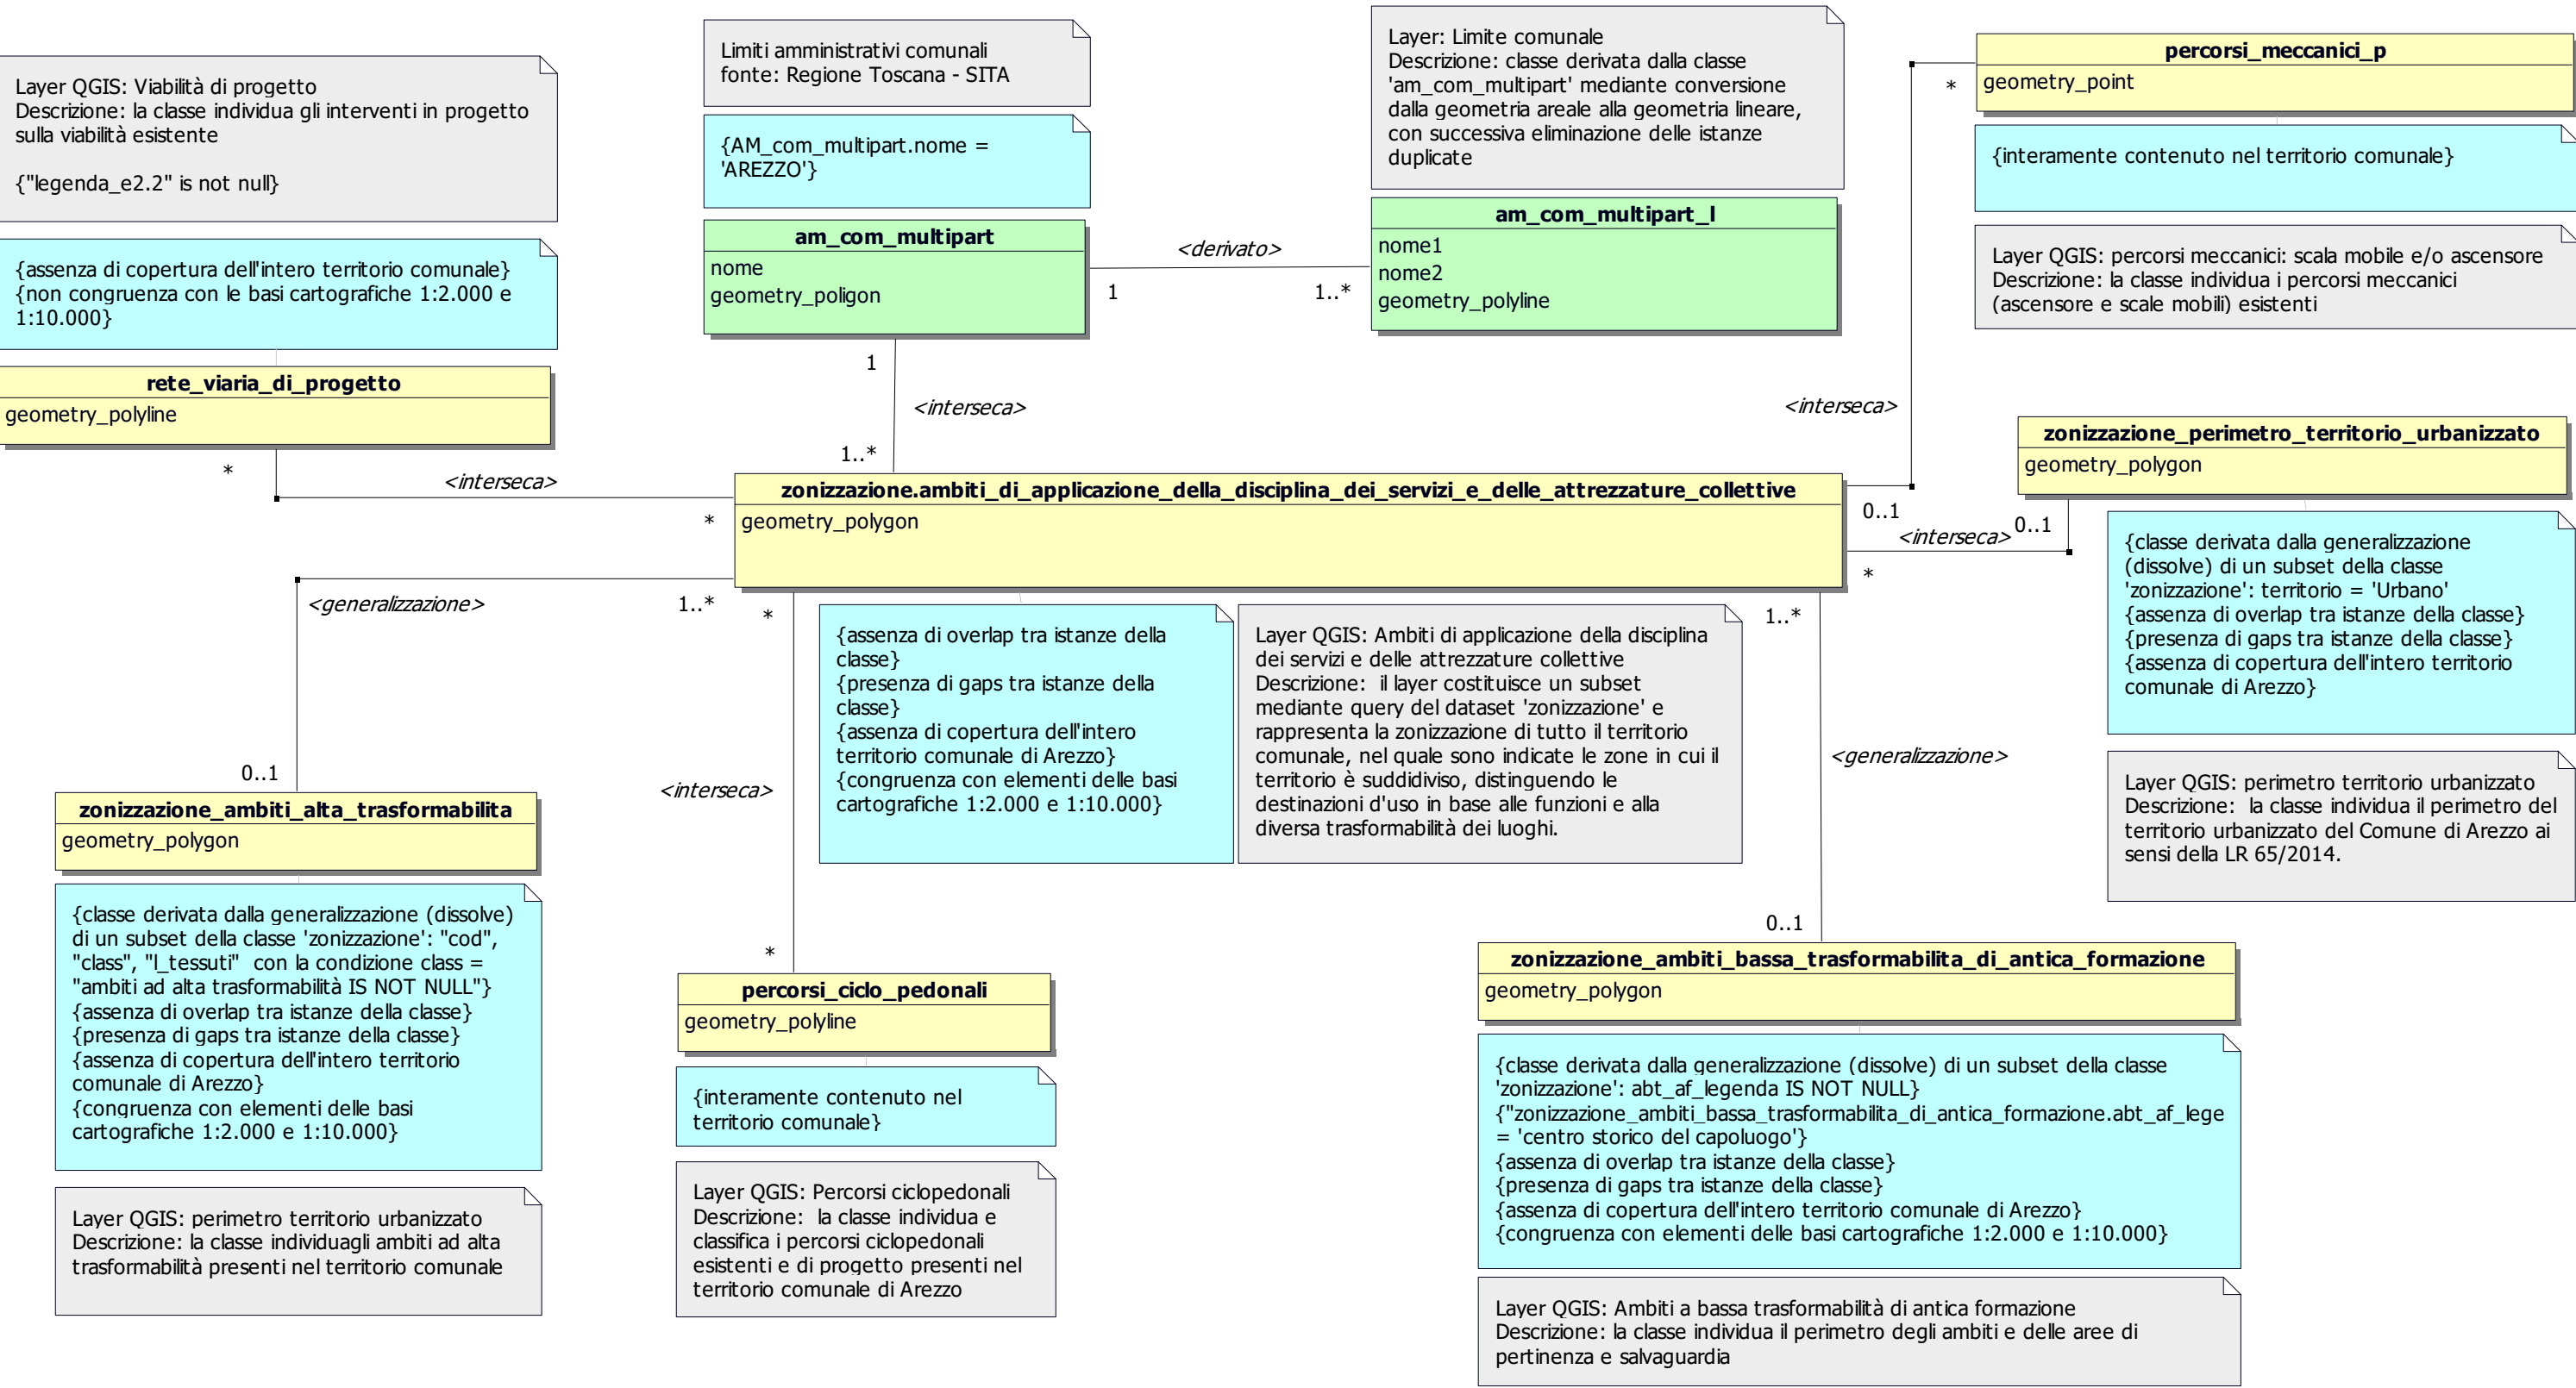 Layer QGIS: Viabilità di progetto
Descrizione: la classe individua gli interventi in progetto
sulla viabilità esistente
{"legenda_e2.2" is not null}
{assenza di copertura dell'intero territorio comunale}
{non congruenza con le basi cartografiche 1:2.000 e
1:10.000}
rete_viaria_di_progetto
geometry_polyline
*
<interseca>
*
Limiti amministrativi comunali
fonte: Regione Toscana - SITA
{AM_com_multipart.nome =
'AREZZO'}
am_com_multipart
nome
geometry_poligon
<derivato>
1
1..*
Layer: Limite comunale
Descrizione: classe derivata dalla classe
'am_com_multipart' mediante conversione
dalla geometria areale alla geometria lineare,
con successiva eliminazione delle istanze
duplicate
am_com_multipart_l
nome1
nome2
geometry_polyline
1
<interseca>
1..*
percorsi_meccanici_p
geometry_point
*
{interamente contenuto nel territorio comunale}
Layer QGIS: percorsi meccanici: scala mobile e/o ascensore
Descrizione: la classe individua i percorsi meccanici
(ascensore e scale mobili) esistenti
<interseca>
0..1
zonizzazione_perimetro_territorio_urbanizzato
geometry_polygon
0..1
<interseca>
*
{classe derivata dalla generalizzazione
(dissolve) di un subset della classe
'zonizzazione': territorio = 'Urbano'
{assenza di overlap tra istanze della classe}
{presenza di gaps tra istanze della classe}
{assenza di copertura dell'intero territorio
comunale di Arezzo}
Layer QGIS: perimetro territorio urbanizzato
Descrizione:  la classe individua il perimetro del
territorio urbanizzato del Comune di Arezzo ai
sensi della LR 65/2014.
zonizzazione.ambiti_di_applicazione_della_disciplina_dei_servizi_e_delle_attrezzature_collettive
geometry_polygon
{assenza di overlap tra istanze della
classe}
{presenza di gaps tra istanze della
classe}
{assenza di copertura dell'intero
territorio comunale di Arezzo}
{congruenza con elementi delle basi
cartografiche 1:2.000 e 1:10.000}
Layer QGIS: Ambiti di applicazione della disciplina
dei servizi e delle attrezzature collettive
Descrizione:  il layer costituisce un subset
mediante query del dataset 'zonizzazione' e
rappresenta la zonizzazione di tutto il territorio
comunale, nel quale sono indicate le zone in cui il
territorio è suddidiviso, distinguendo le
destinazioni d'uso in base alle funzioni e alla
diversa trasformabilità dei luoghi.
<generalizzazione>
1..*
0..1
zonizzazione_ambiti_alta_trasformabilita
geometry_polygon
{classe derivata dalla generalizzazione (dissolve)
di un subset della classe 'zonizzazione': "cod",
"class", "l_tessuti"  con la condizione class =
"ambiti ad alta trasformabilità IS NOT NULL"}
{assenza di overlap tra istanze della classe}
{presenza di gaps tra istanze della classe}
{assenza di copertura dell'intero territorio
comunale di Arezzo}
{congruenza con elementi delle basi
cartografiche 1:2.000 e 1:10.000}
Layer QGIS: perimetro territorio urbanizzato
Descrizione: la classe individuagli ambiti ad alta
trasformabilità presenti nel territorio comunale
*
<interseca>
*
percorsi_ciclo_pedonali
geometry_polyline
{interamente contenuto nel
territorio comunale}
Layer QGIS: Percorsi ciclopedonali
Descrizione:  la classe individua e
classifica i percorsi ciclopedonali
esistenti e di progetto presenti nel
territorio comunale di Arezzo
1..*
<generalizzazione>
0..1
zonizzazione_ambiti_bassa_trasformabilita_di_antica_formazione
geometry_polygon
{classe derivata dalla generalizzazione (dissolve) di un subset della classe
'zonizzazione': abt_af_legenda IS NOT NULL}
{"zonizzazione_ambiti_bassa_trasformabilita_di_antica_formazione.abt_af_lege
= 'centro storico del capoluogo'}
{assenza di overlap tra istanze della classe}
{presenza di gaps tra istanze della classe}
{assenza di copertura dell'intero territorio comunale di Arezzo}
{congruenza con elementi delle basi cartografiche 1:2.000 e 1:10.000}
Layer QGIS: Ambiti a bassa trasformabilità di antica formazione
Descrizione: la classe individua il perimetro degli ambiti e delle aree di
pertinenza e salvaguardia